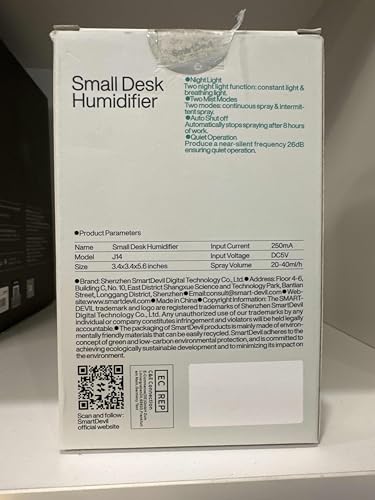 Small Desk
Humidifier
●Night Light
Two night light function: constant light &
breathing light.
●Two Mist Modes
Two modes: continuous spray & intermit-
tent spray.
●Auto Shut off
Automatically stops spraying after 8 hours
of work.
●Quiet Operation
Produce a near-silent frequency 26dB
ensuring quiet operation.
●Product Parameters
Name Small Desk Humidifier Input Current 250mA
Model J14 Input Voltage DC5V
Size 3.4x3.4x5.6 inches Spray Volume 20-40ml/h
●Brand: Shenzhen SmartDevil Digital Technology Co., Ltd. ●Address: Floor 4-6,
Building C, No. 10, East District Shangxue Science and Technology Park, Bantian
Street, Longgang District, Shenzhen●Email:consult@smart-devil.com●Web-
site:www.smartdevil.com●Made in China●Copyright Information: The SMART-
DEVIL trademark and logo are registered trademarks of Shenzhen SmartDevil
Digital Technology Co., Ltd. Any unauthorized use of our trademarks by any
individual or company constitutes infringement and violators will be held legally
accountable.●The packaging of SmartDevil products is mainly made of environ-
mentally friendly materials that can be easily recycled. SmartDevil adheres to the
concept of green and low-carbon environmental protection, and is committed to
achieving ecologically sustainable development and to minimizing its impact on
the environment.
Scan and follow
SmartDevil
official website
EC REP
C&E Connection